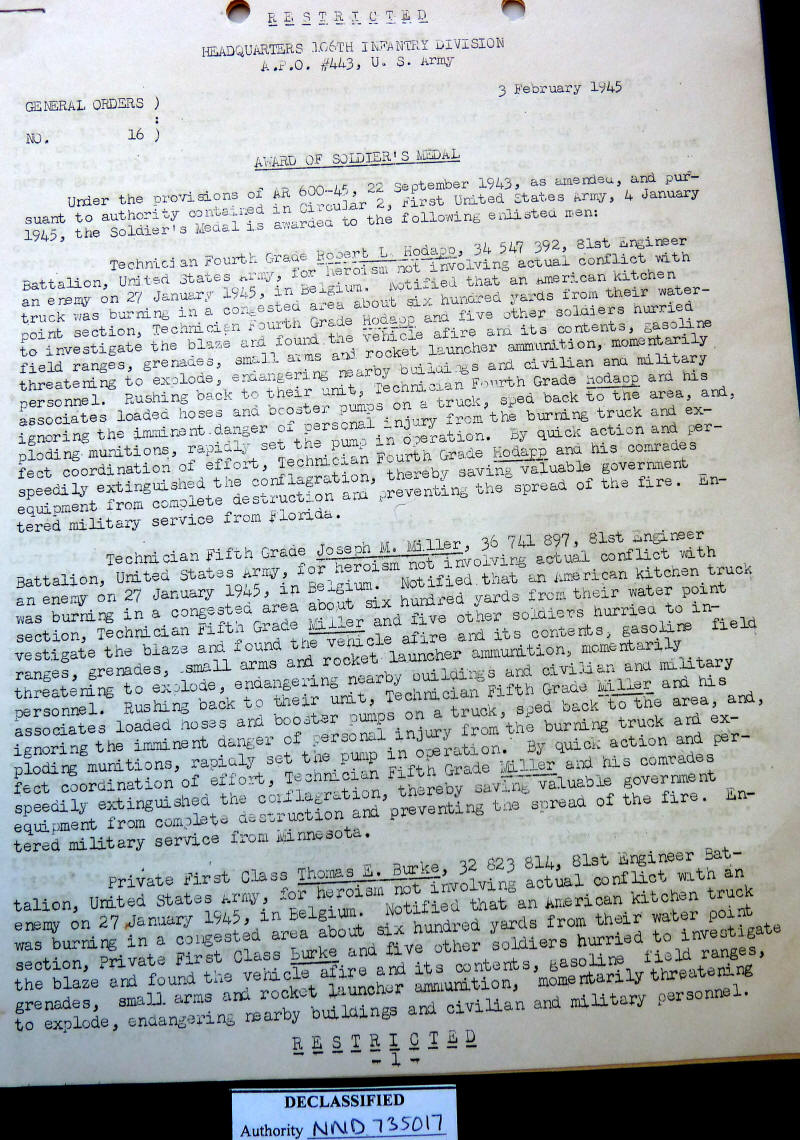 R E S T R I C T E D
HEADQUARTERS 106TH INFANTRY DIVISION
A.P.O. #443, U. S. Army
3 February 1945
GENERAL ORDERS )
:
NO. 16 )
AWARD OF SOLDIER'S MEDAL
Under the provisions of AR 600-45, 22 September 1943, as amended, and pur-
suant to authority contained in Circular 2, First United States Army, 4 January
1945, the Soldier's Medal is awarded to the following enlisted men:
Technician Fourth Grade Robert L. Hodapp, 34 547 392, 81st Engineer
Battalion, United States Army, for heroism not involving actual conflict with
an enemy on 27 January 1945, in Belgium. Notified that an American kitchen
truck was burning in a congested area about six hundred yards from their water-
point section, Technician Fourth Grade Hodapp and five other soldiers hurried
to investigate the blaze and found the vehicle afire and its contents, gasoline
field ranges, grenades, small arms and rocket launcher ammunition, momentarily
threatening to explode, endangering nearby buildings and civilian and military
personnel. Rushing back to their unit, Technician Fourth Grade Hodapp and his
associates loaded hoses and booster pumps on a truck, sped back to the area, and,
ignoring the imminent danger of personal injury from the burning truck and ex-
ploding munitions, rapidly set the pump in operation. By quick action and per-
fect coordination of effort, Technician Fourth Grade Hodapp and his comrades
speedily extinguished the conflagration, thereby saving valuable government
equipment from complete destruction and preventing the spread of the fire. En-
tered military service from Florida.
Technician Fifth Grade Joseph M. Miller, 36 741 897, 81st Engineer
Battalion, United States Army, for heroism not involving actual conflict with
an enemy on 27 January 1945, in Belgium. Notified that an American kitchen truck
was burning in a congested area about six hundred yards from their water point
section, Technician Fifth Grade Miller and five other soldiers hurried to in-
vestigate the blaze and found the vehicle afire and its contents, gasoline field
ranges, grenades, small arms and rocket launcher ammunition, momentarily
threatening to explode, endangering nearby buildings and civilian and military
personnel. Rushing back to their unit, Technician Fifth Grade Miller and his
associates loaded hoses and booster pumps on a truck, sped back to the area, and,
ignoring the imminent danger of personal injury from the burning truck and ex-
ploding munitions, rapidly set the pump in operation. By quick action and per-
fect coordination of effort, Technician Fifth Grade Miller and his comrades
speedily extinguished the conflagration, thereby saving valuable government
equipment from complete destruction and preventing the spread of the fire. En-
tered military service from Minnesota.
Private First Class Thomas E. Burke, 32 823 814, 81st Engineer Bat-
talion, United States Army, for heroism not involving actual conflict with an
enemy on 27 January 1945, in Belgium. Notified that an American kitchen truck
was burning in a congested area about six hundred yards from their water point
section, Private First Class Burke and five other soldiers hurried to investigate
the blaze and found the vehicle afire and its contents, gasoline field ranges,
grenades, small arms and rocket launcher ammunition, momentarily threatening
to explode, endangering nearby buildings and civilian and military personnel.
R E S T R I C T E D
- 1 -
DECLASSIFIED
Authority NND 735017